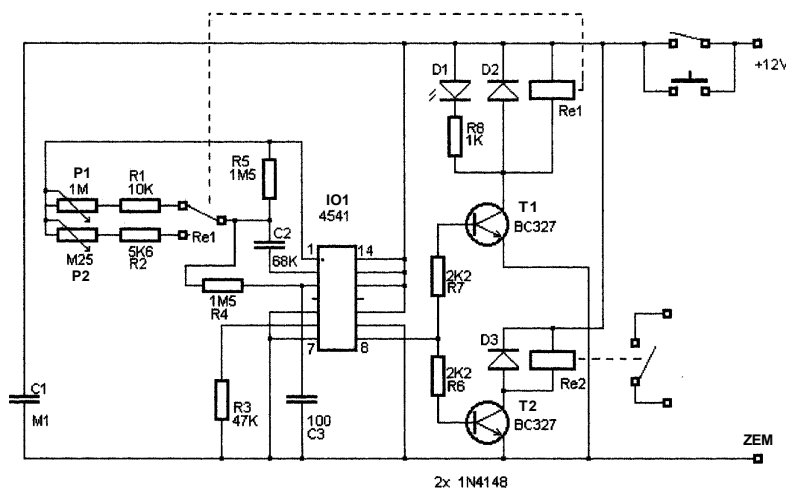 +12V
D1
D2
Re1
R8
1K
P1
1M
R1
10K
R5
1M5
IO1
4541
Re1
M25
P2
5K6
R2
C2
68K
1
14
T1
BC327
2K2
R7
1M5
R4
7
8
D3
Re2
C1
M1
R3
47K
100
C3
2K2
R6
T2
BC327
ZEM
2x 1N4148